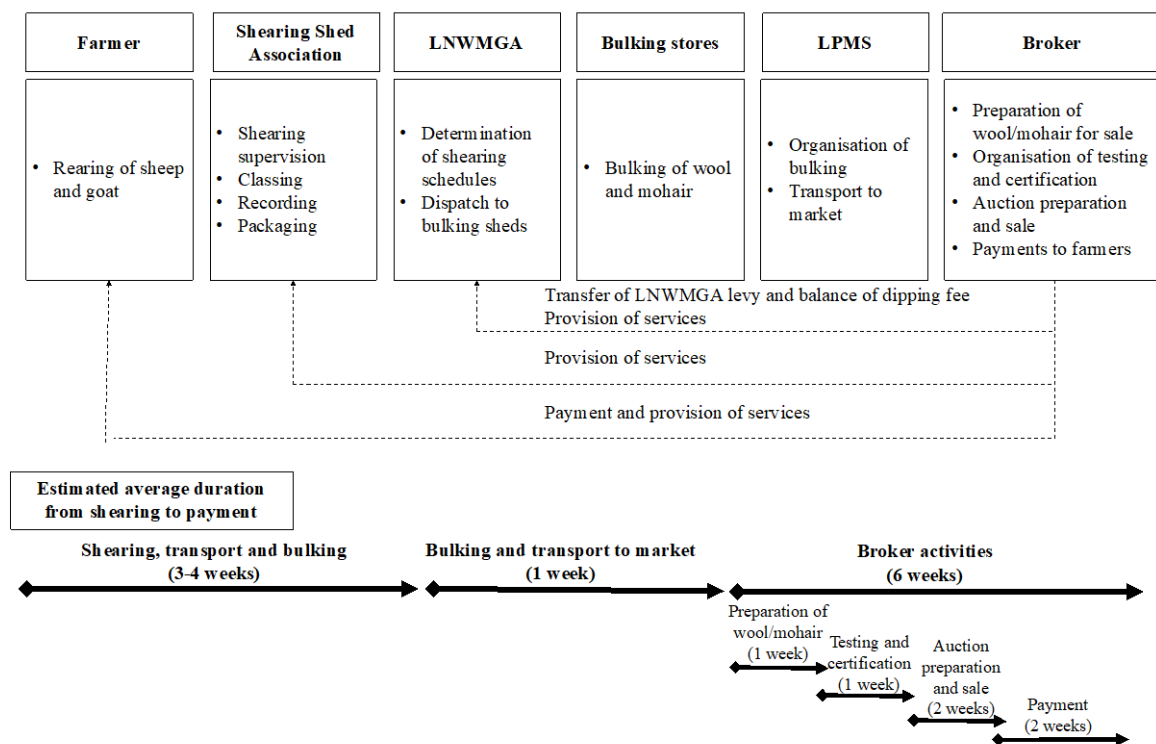 Farmer
Shearing Shed
Association
LNWMGA
Bulking stores
LPMS
Broker
• Rearing of sheep
and goat
• Shearing
supervision
• Classing
• Recording
• Packaging
• Determination
of shearing
schedules
• Dispatch to
bulking sheds
• Bulking of wool
and mohair
• Organisation of
bulking
• Transport to
market
• Preparation of
wool/mohair for sale
• Organisation of testing
and certification
• Auction preparation
and sale
• Payments to farmers
Transfer of LNWMGA levy and balance of dipping fee
Provision of services
Provision of services
Payment and provision of services
Estimated average duration
from shearing to payment
Shearing, transport and bulking
(3-4 weeks)
Bulking and transport to market
(1 week)
Broker activities
(6 weeks)
Preparation of
wool/mohair
(1 week)
Testing and
certification
(1 week)
Auction
preparation
and sale
(2 weeks)
Payment
(2 weeks)